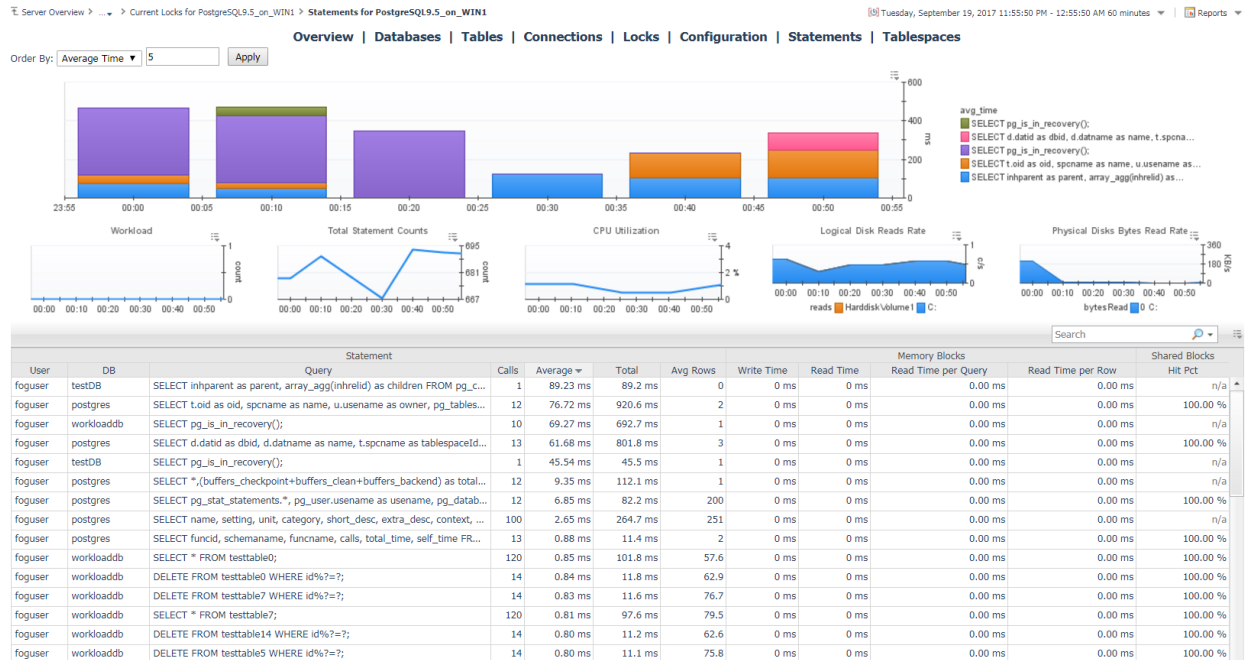 Server Overview > ... > Current Locks for PostgreSQL9.5_on_WIN1 > Statements for PostgreSQL9.5_on_WIN1
Tuesday, September 19, 2017 11:55:50 PM - 12:55:50 AM 60 minutes | Reports
Overview | Databases | Tables | Connections | Locks | Configuration | Statements | Tablespaces
Order By: Average Time 5 Apply
600
400
200
0
ms
23:55 00:00 00:05 00:10 00:15 00:20 00:25 00:30 00:35 00:40 00:45 00:50 00:55
avg_time
SELECT pg_is_in_recovery();
SELECT d.datid as dbid, d.datname as name, t.spcna...
SELECT pg_is_in_recovery();
SELECT t.oid as oid, spcname as name, u.usename as...
SELECT inhparent as parent, array_agg(inhrelid) as...
Workload
1
0
count
00:00 00:10 00:20 00:30 00:40 00:50
Total Statement Counts
695
681
667
count
00:00 00:10 00:20 00:30 00:40 00:50
CPU Utilization
4
2
0
%
00:00 00:10 00:20 00:30 00:40 00:50
Logical Disk Reads Rate
1
0
c/s
00:00 00:10 00:20 00:30 00:40 00:50
reads HarddiskVolume1 C:
Physical Disks Bytes Read Rate
360
180
0
KB/s
00:00 00:10 00:20 00:30 00:40 00:50
bytesRead 0 C:
Search
Statement Memory Blocks Shared Blocks
User DB Query Calls Average Total Avg Rows Write Time Read Time Read Time per Query Read Time per Row Hit Pct
foguser testDB SELECT inhparent as parent, array_agg(inhrelid) as children FROM pg_c... 1 89.23 ms 89.2 ms 0 0 ms 0 ms 0.00 ms 0.00 ms n/a
foguser postgres SELECT t.oid as oid, spcname as name, u.usename as owner, pg_tables... 12 76.72 ms 920.6 ms 2 0 ms 0 ms 0.00 ms 0.00 ms 100.00 %
foguser workloaddb SELECT pg_is_in_recovery(); 10 69.27 ms 692.7 ms 1 0 ms 0 ms 0.00 ms 0.00 ms n/a
foguser postgres SELECT d.datid as dbid, d.datname as name, t.spcname as tablespaceId... 13 61.68 ms 801.8 ms 3 0 ms 0 ms 0.00 ms 0.00 ms 100.00 %
foguser testDB SELECT pg_is_in_recovery(); 1 45.54 ms 45.5 ms 1 0 ms 0 ms 0.00 ms 0.00 ms n/a
foguser postgres SELECT *,(buffers_checkpoint+buffers_clean+buffers_backend) as total... 12 9.35 ms 112.1 ms 1 0 ms 0 ms 0.00 ms 0.00 ms n/a
foguser postgres SELECT pg_stat_statements.*, pg_user.usename as usename, pg_datab... 12 6.85 ms 82.2 ms 200 0 ms 0 ms 0.00 ms 0.00 ms 100.00 %
foguser postgres SELECT name, setting, unit, category, short_desc, extra_desc, context, ... 100 2.65 ms 264.7 ms 251 0 ms 0 ms 0.00 ms 0.00 ms n/a
foguser postgres SELECT funcid, schemaname, funcname, calls, total_time, self_time FR... 13 0.88 ms 11.4 ms 2 0 ms 0 ms 0.00 ms 0.00 ms 100.00 %
foguser workloaddb SELECT * FROM testtable0; 120 0.85 ms 101.8 ms 57.6 0 ms 0 ms 0.00 ms 0.00 ms 100.00 %
foguser workloaddb DELETE FROM testtable0 WHERE id%?=?; 14 0.84 ms 11.8 ms 62.9 0 ms 0 ms 0.00 ms 0.00 ms 100.00 %
foguser workloaddb DELETE FROM testtable7 WHERE id%?=?; 14 0.83 ms 11.6 ms 76.7 0 ms 0 ms 0.00 ms 0.00 ms 100.00 %
foguser workloaddb SELECT * FROM testtable7; 120 0.81 ms 97.6 ms 79.5 0 ms 0 ms 0.00 ms 0.00 ms 100.00 %
foguser workloaddb DELETE FROM testtable14 WHERE id%?=?; 14 0.80 ms 11.2 ms 62.6 0 ms 0 ms 0.00 ms 0.00 ms 100.00 %
foguser workloaddb DELETE FROM testtable5 WHERE id%?=?; 14 0.80 ms 11.1 ms 75.8 0 ms 0 ms 0.00 ms 0.00 ms 100.00 %